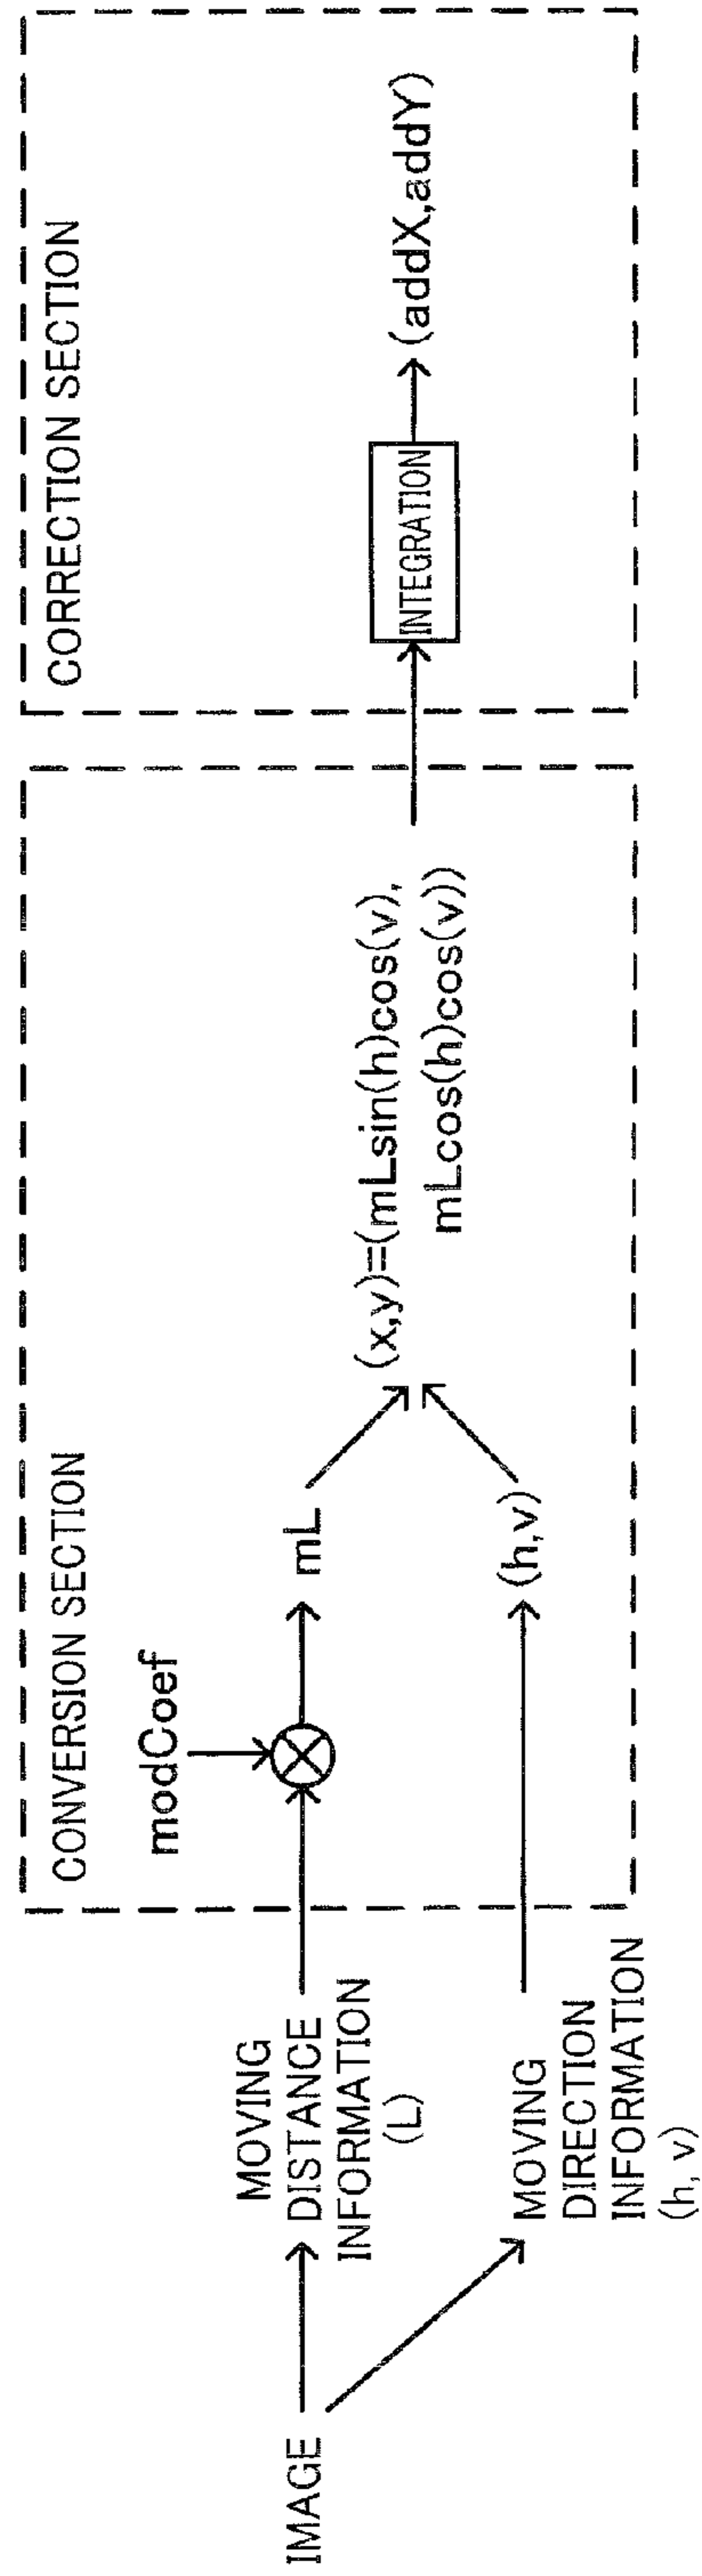 IMAGE
MOVING
DISTANCE
INFORMATION
(L)
MOVING
DIRECTION
INFORMATION
(h, v)
CONVERSION SECTION
modCoef
mL
(h,v)
(x,y)=(mLsin(h)cos(v),
mLcos(h)cos(v))
CORRECTION SECTION
INTEGRATION
(addX,addY)